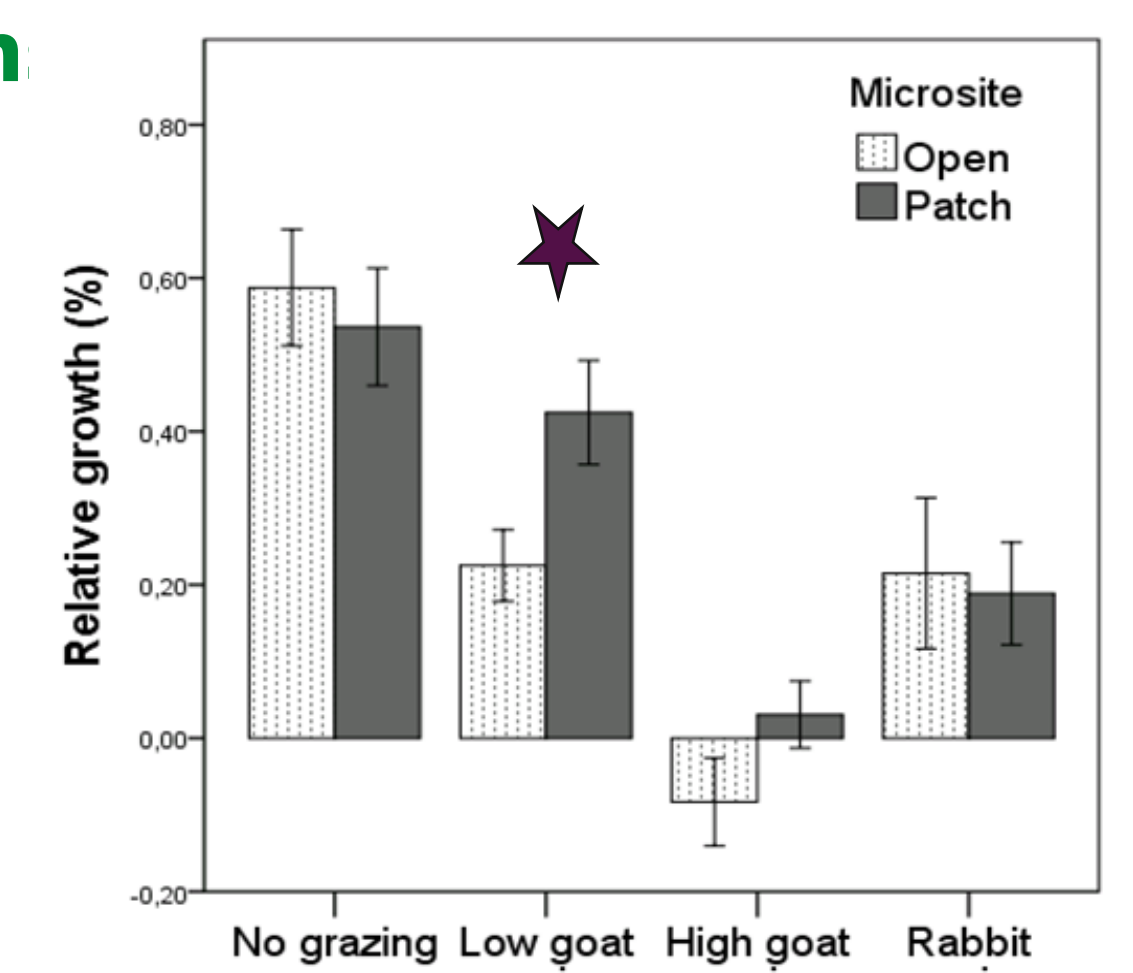 Microsite
Open
Patch
Relative growth (%)
0,80
0,60
0,40
0,20
0,00
-0,20
No grazing Low goat High goat Rabbit